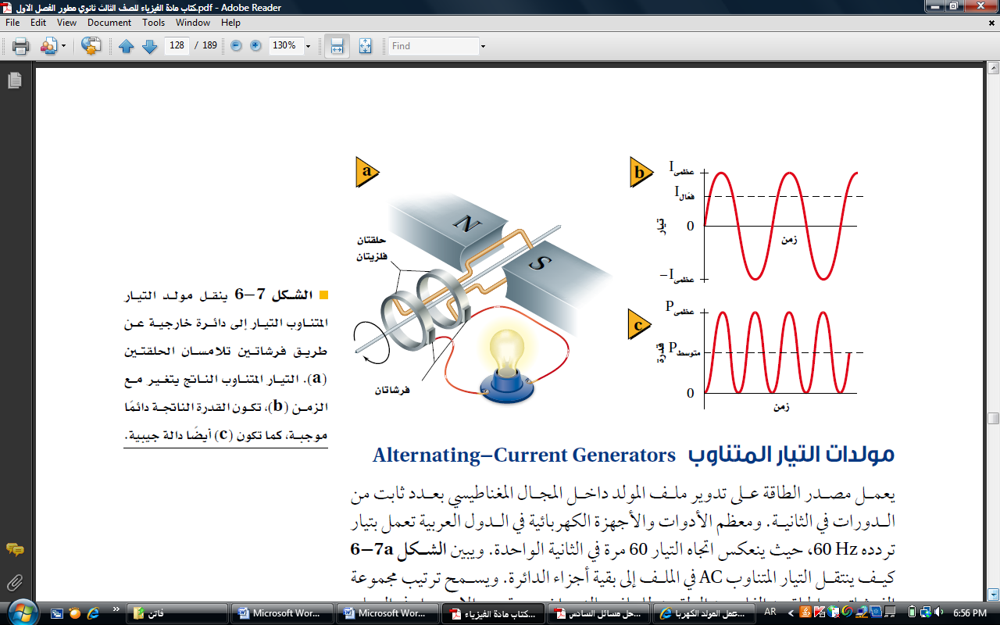 كتاب مادة الفيزياء للصف الثالث ثانوي مطور الفصل الاول.pdf - Adobe Reader
File Edit View Document Tools Window Help
128 / 189 130% Find
a
N
S
حلقتان
فلزيتان
فرشاتان
b
I عظمى
I فعّال
0
–I عظمى
تيار
زمن
c
P عظمى
P متوسط
0
قدرة
زمن
الشكل 7–6 ينقل مولد التيار
المتناوب التيار إلى دائرة خارجية عن
طريق فرشاتين تلامسان الحلقتين
(a). التيار المتناوب الناتج يتغير مع
الزمن (b)، تكون القدرة الناتجة دائمًا
موجبة، كما تكون (c) أيضًا دالة جيبية.
مولدات التيار المتناوب Alternating–Current Generators
يعمل مصدر الطاقة على تدوير ملف المولد داخل المجال المغناطيسي بعدد ثابت من
الدورات في الثانية. ومعظم الأدوات والأجهزة الكهربائية في الدول العربية تعمل بتيار
تردده 60 Hz، حيث ينعكس اتجاه التيار 60 مرة في الثانية الواحدة. ويبين الشكل 6–7a
كيف ينتقل التيار المتناوب AC في الملف إلى بقية أجزاء الدائرة. ويسمح ترتيب مجموعة
فاتن
Microsoft Wor...
Microsoft Wor...
كتاب مادة الفيزياء...
حل مسائل السادس...
عمل المولد الكهربا...
AR
6:56 PM